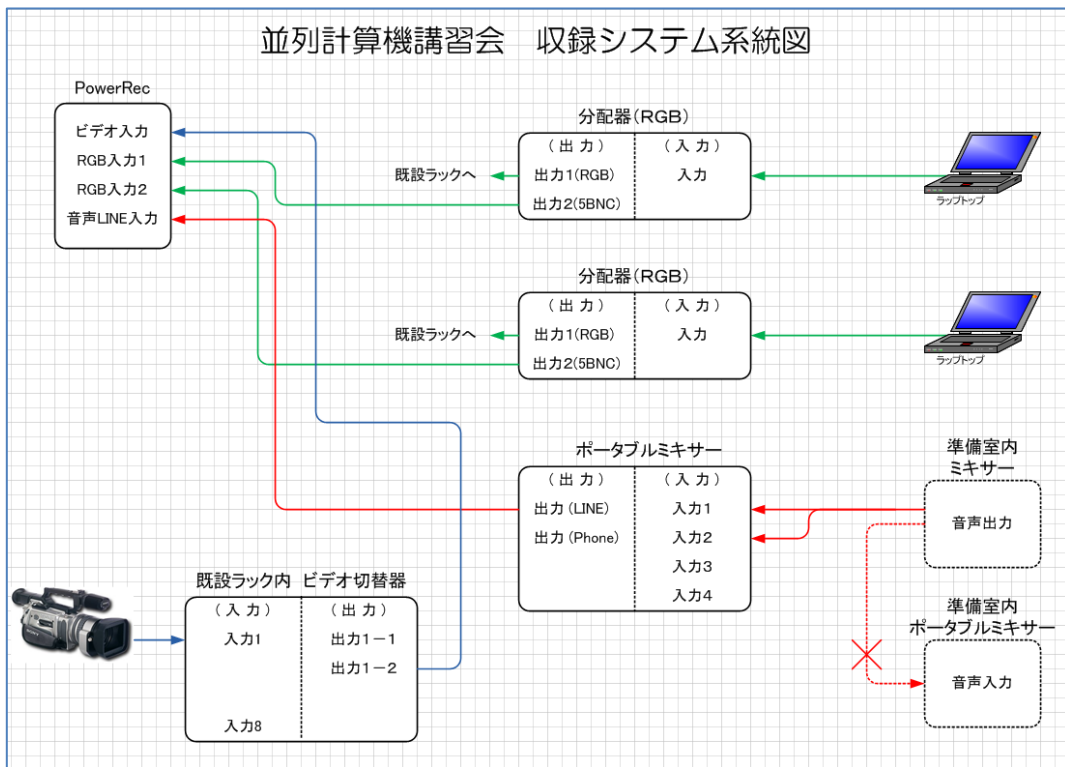 並列計算機講習会　収録システム系統図
PowerRec
ビデオ入力
RGB入力1
RGB入力2
音声LINE入力
分配器(RGB)
(出 力)
(入 力)
既設ラックへ
出力1(RGB)
入力
出力2(5BNC)
ラップトップ
分配器(RGB)
(出 力)
(入 力)
既設ラックへ
出力1(RGB)
入力
出力2(5BNC)
ラップトップ
ポータブルミキサー
(出 力)
(入 力)
出力(LINE)
入力1
出力(Phone)
入力2
入力3
入力4
準備室内
ミキサー
音声出力
既設ラック内　ビデオ切替器
(入 力)
(出 力)
入力1
出力1－1
出力1－2
入力8
準備室内
ポータブルミキサー
音声入力
SONY